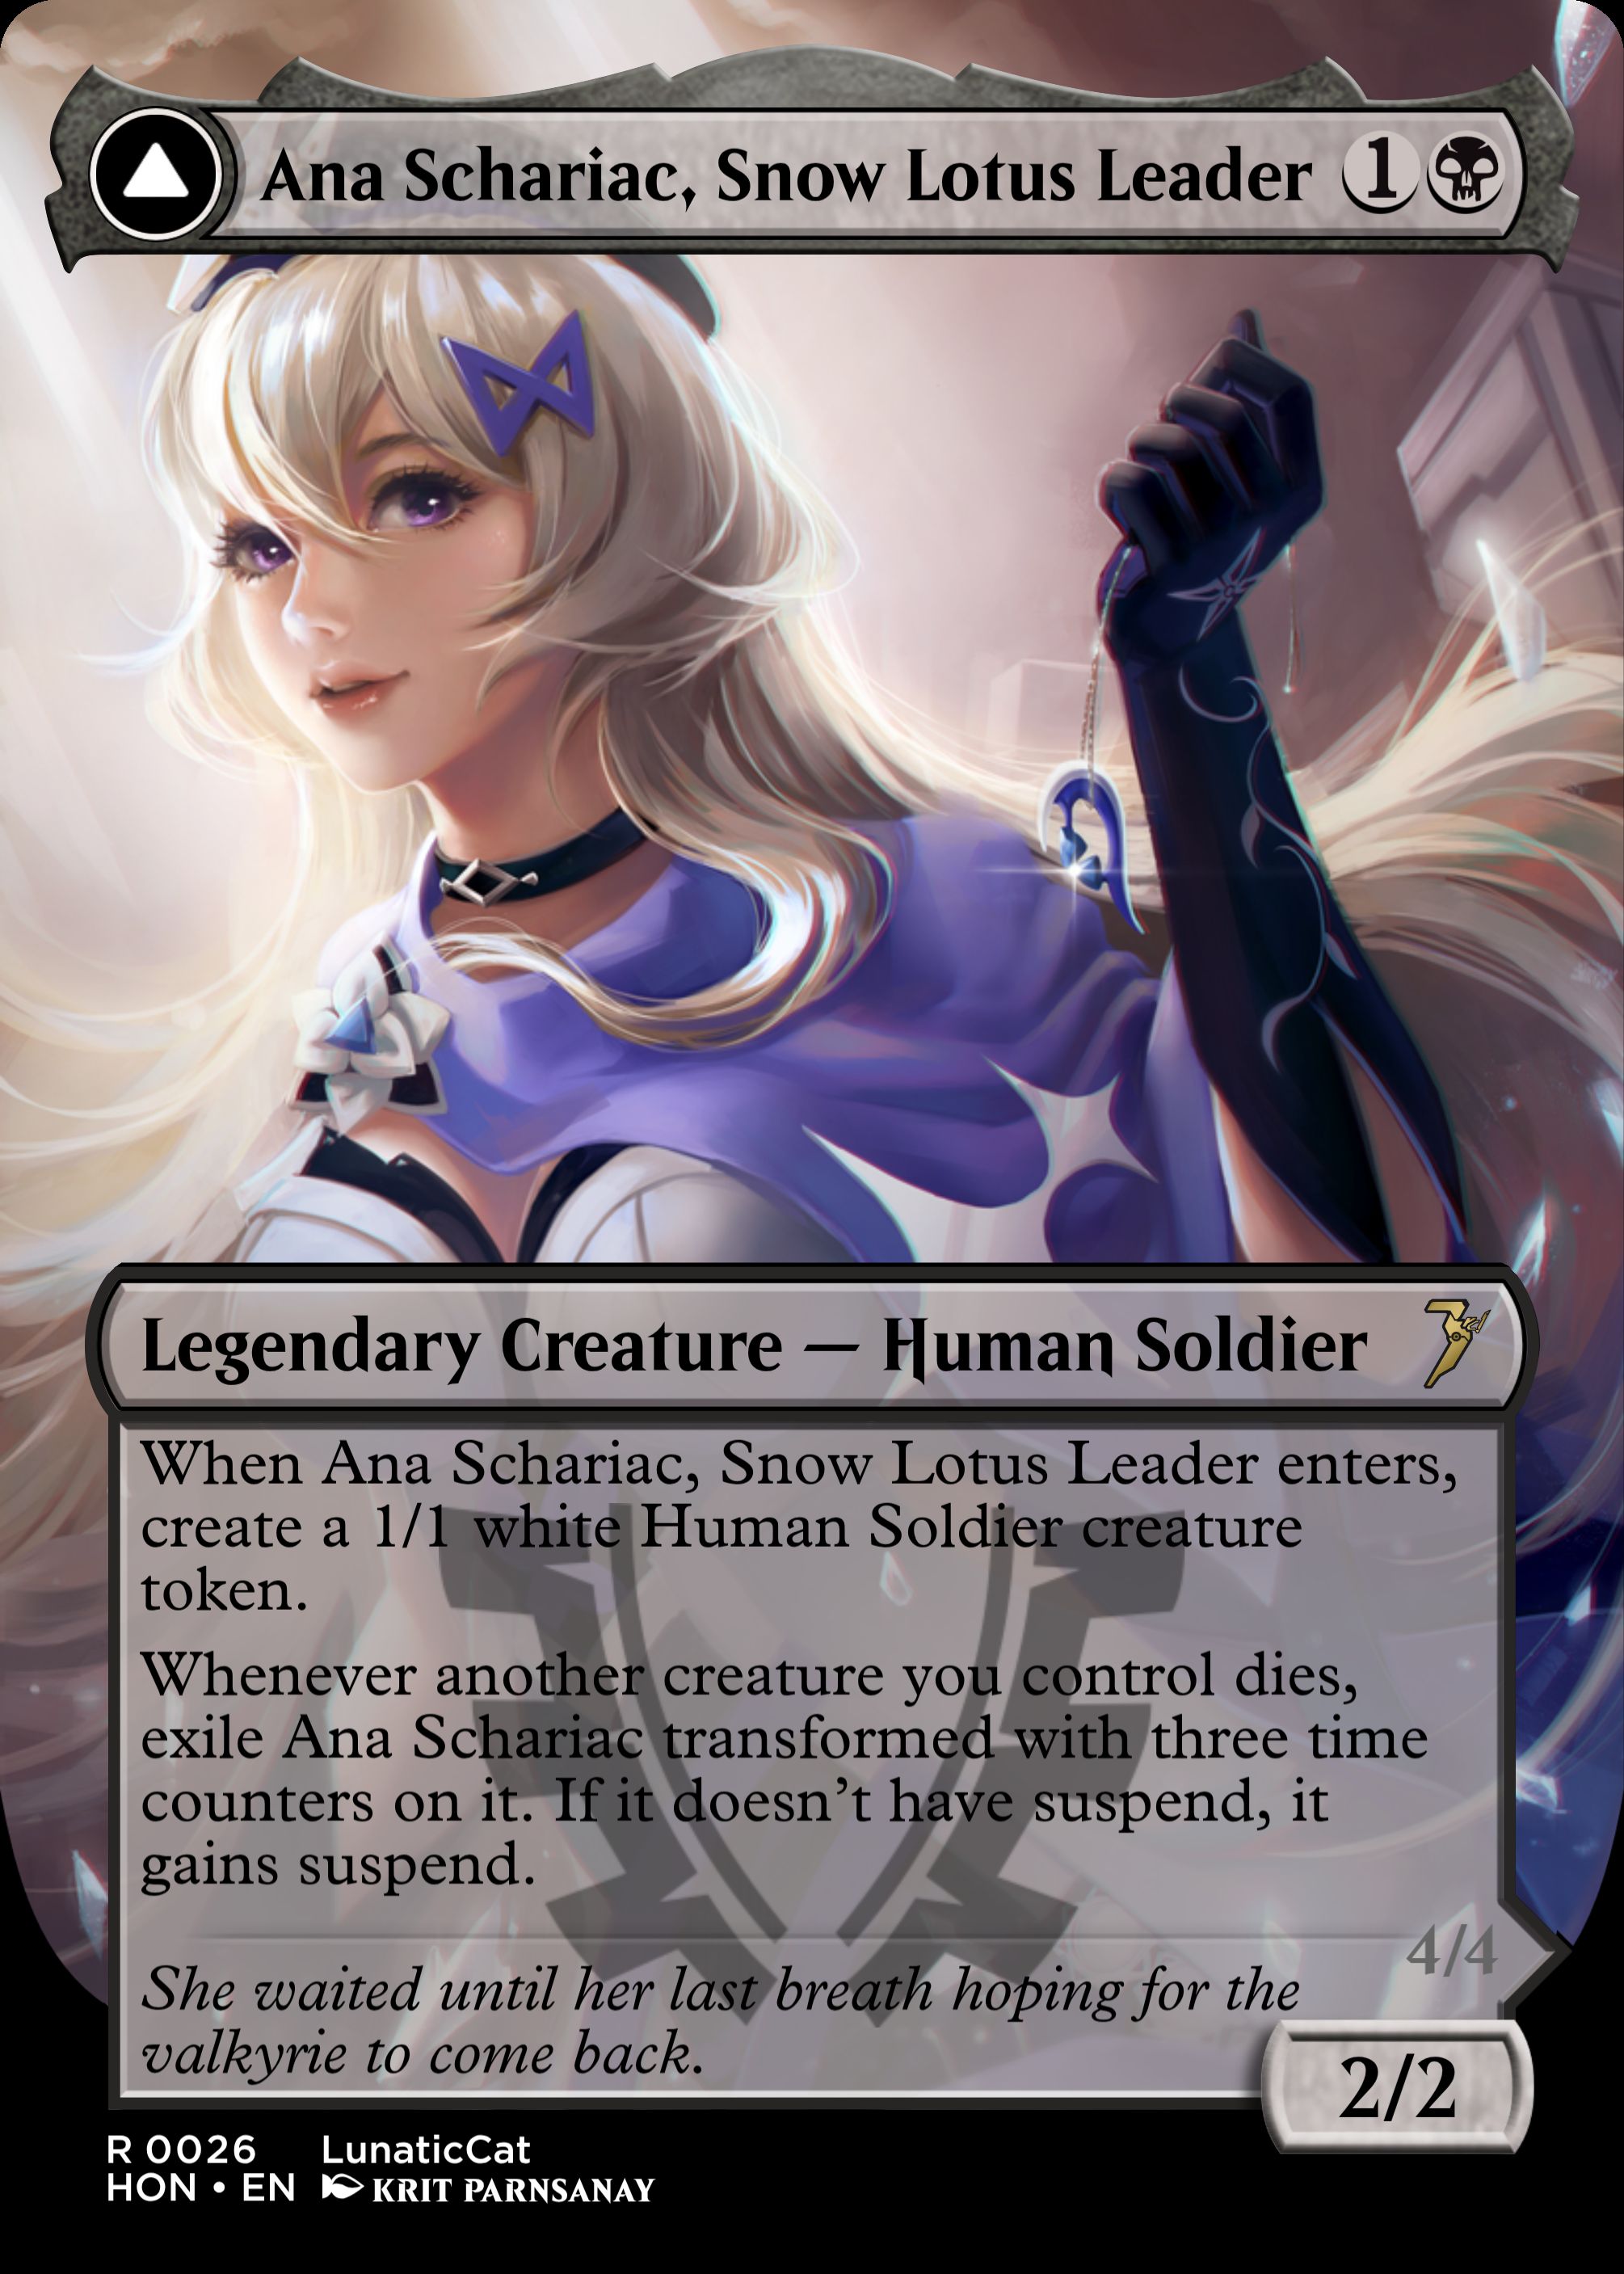 Ana Schariac, Snow Lotus Leader 1
Legendary Creature — Human Soldier
When Ana Schariac, Snow Lotus Leader enters,
create a 1/1 white Human Soldier creature
token.
Whenever another creature you control dies,
exile Ana Schariac transformed with three time
counters on it. If it doesn't have suspend, it
gains suspend.
4/4
She waited until her last breath hoping for the
valkyrie to come back.
2/2
R 0026 LunaticCat
HON • EN KRIT PARNSANAY